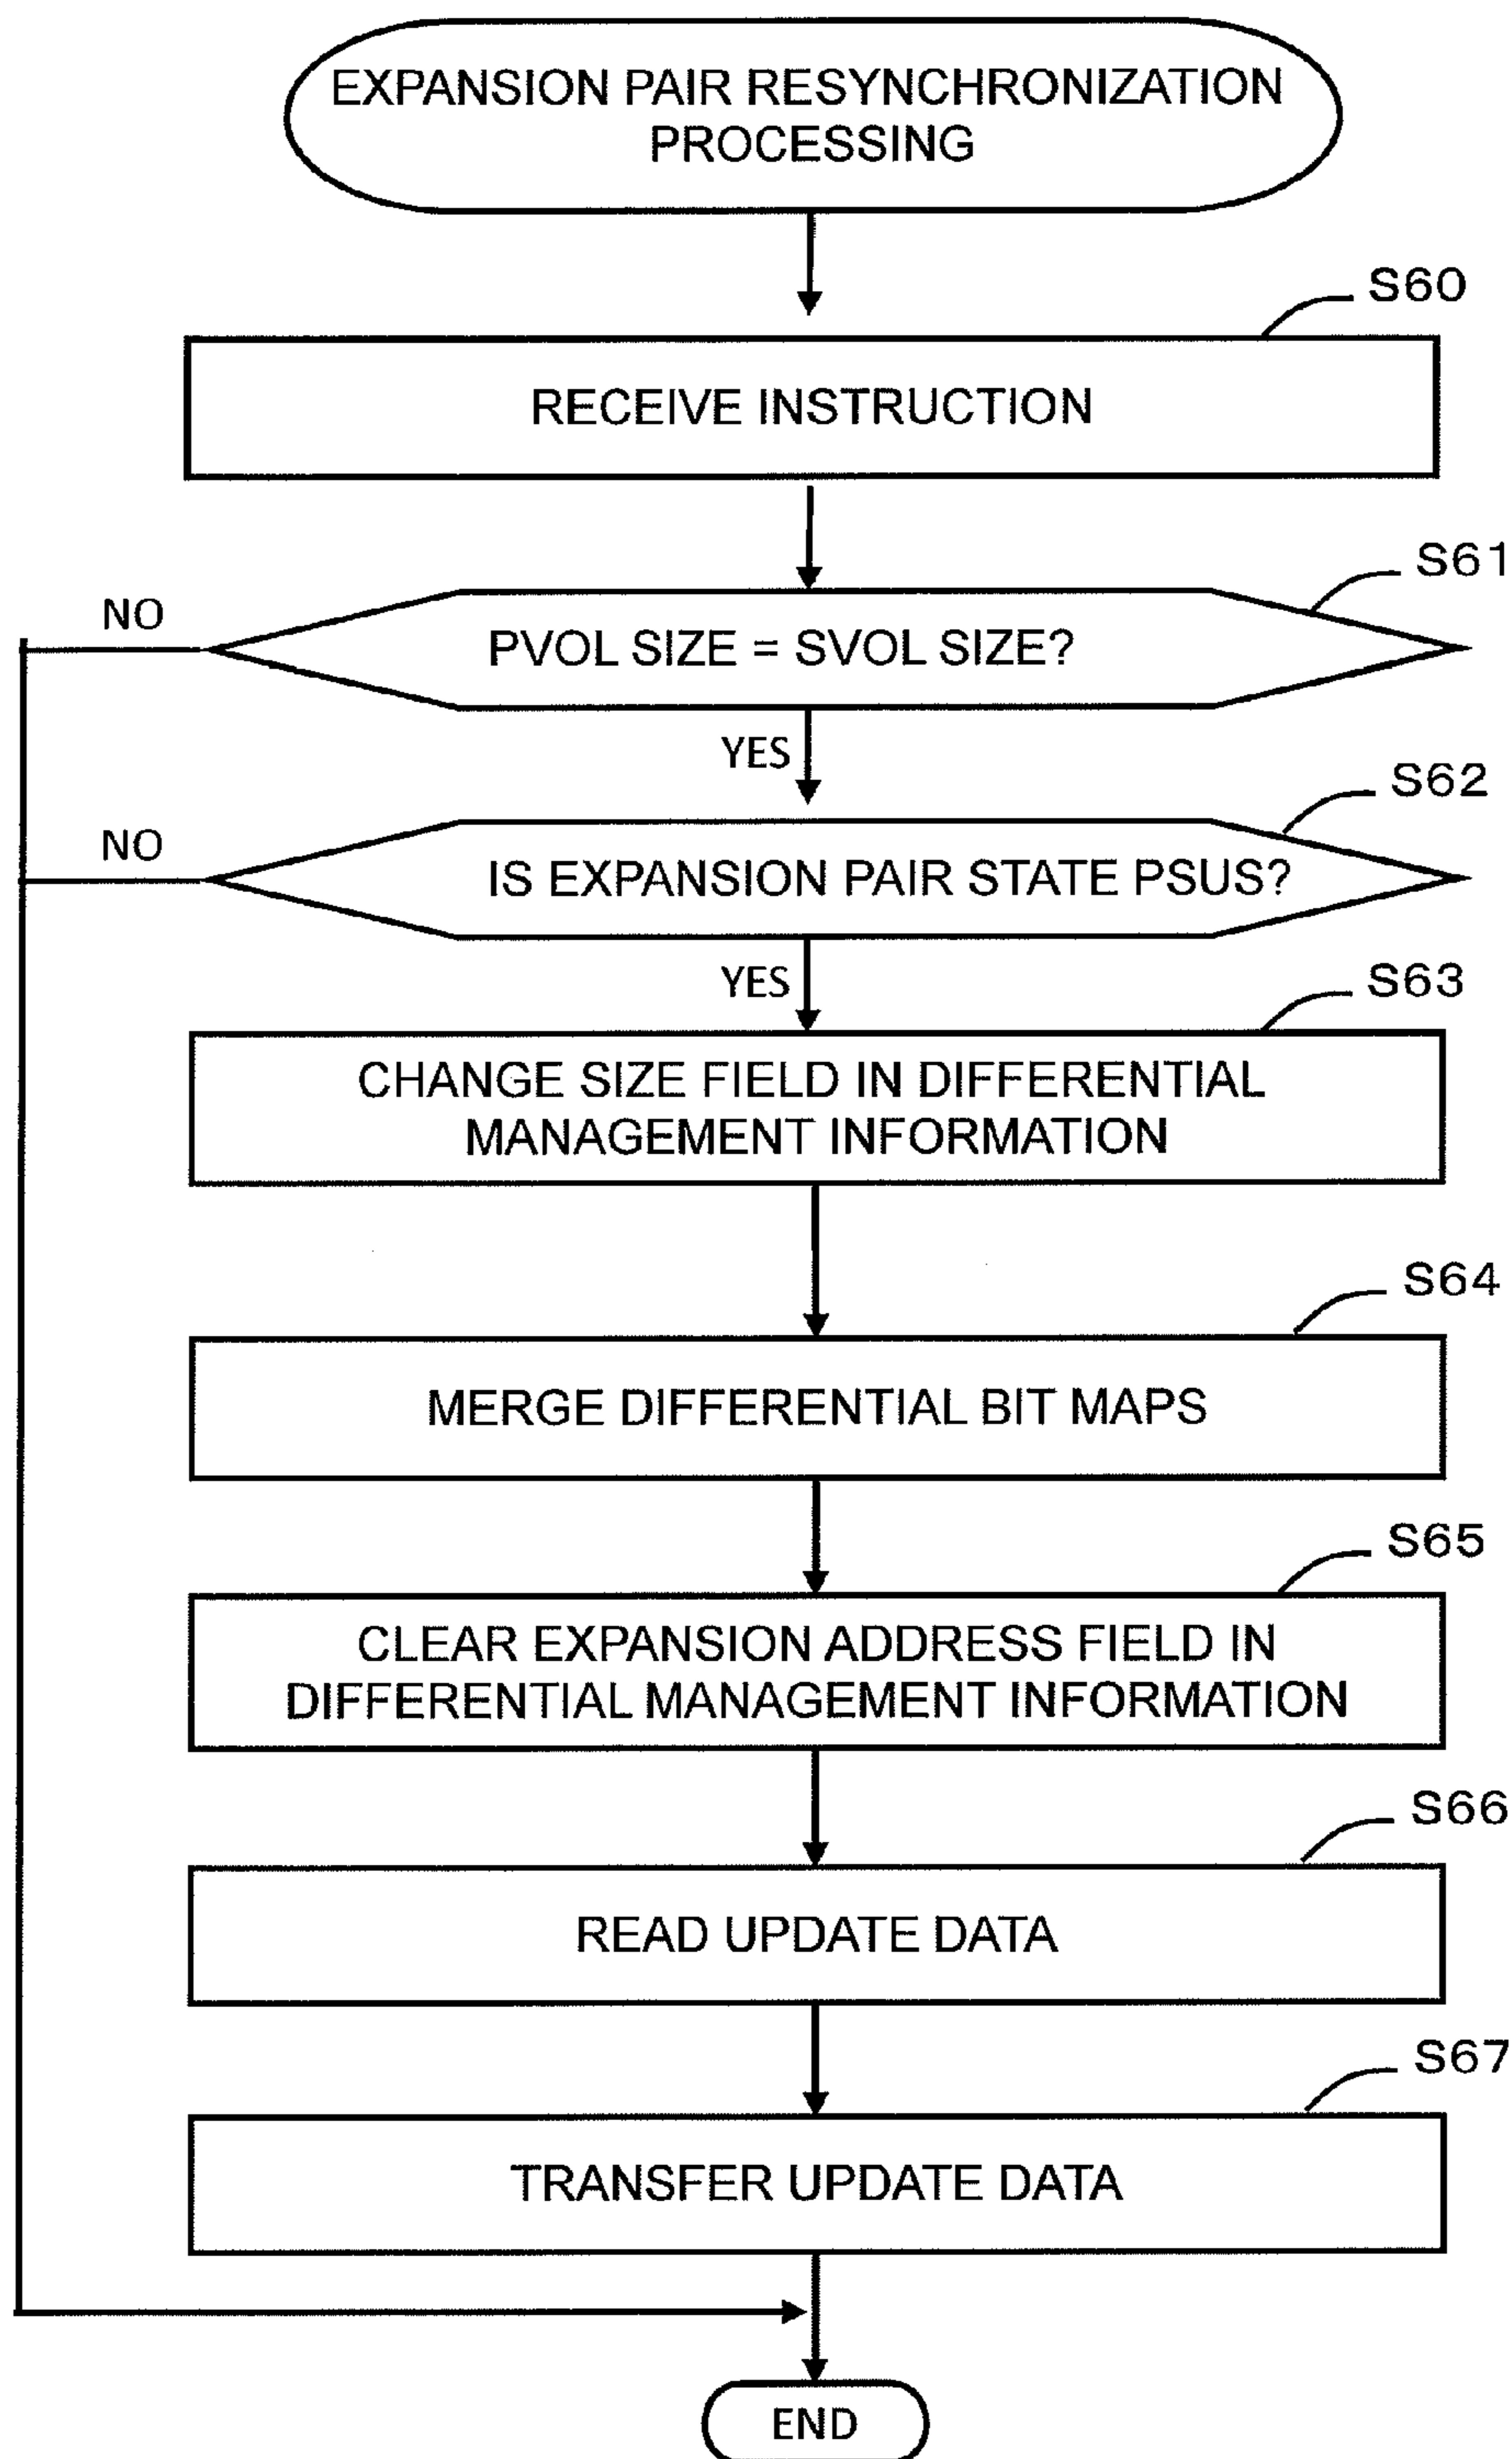 EXPANSION PAIR RESYNCHRONIZATION
PROCESSING
S60
RECEIVE INSTRUCTION
S61
NO
PVOL SIZE = SVOL SIZE?
YES
S62
NO
IS EXPANSION PAIR STATE PSUS?
YES
S63
CHANGE SIZE FIELD IN DIFFERENTIAL
MANAGEMENT INFORMATION
S64
MERGE DIFFERENTIAL BIT MAPS
S65
CLEAR EXPANSION ADDRESS FIELD IN
DIFFERENTIAL MANAGEMENT INFORMATION
S66
READ UPDATE DATA
S67
TRANSFER UPDATE DATA
END